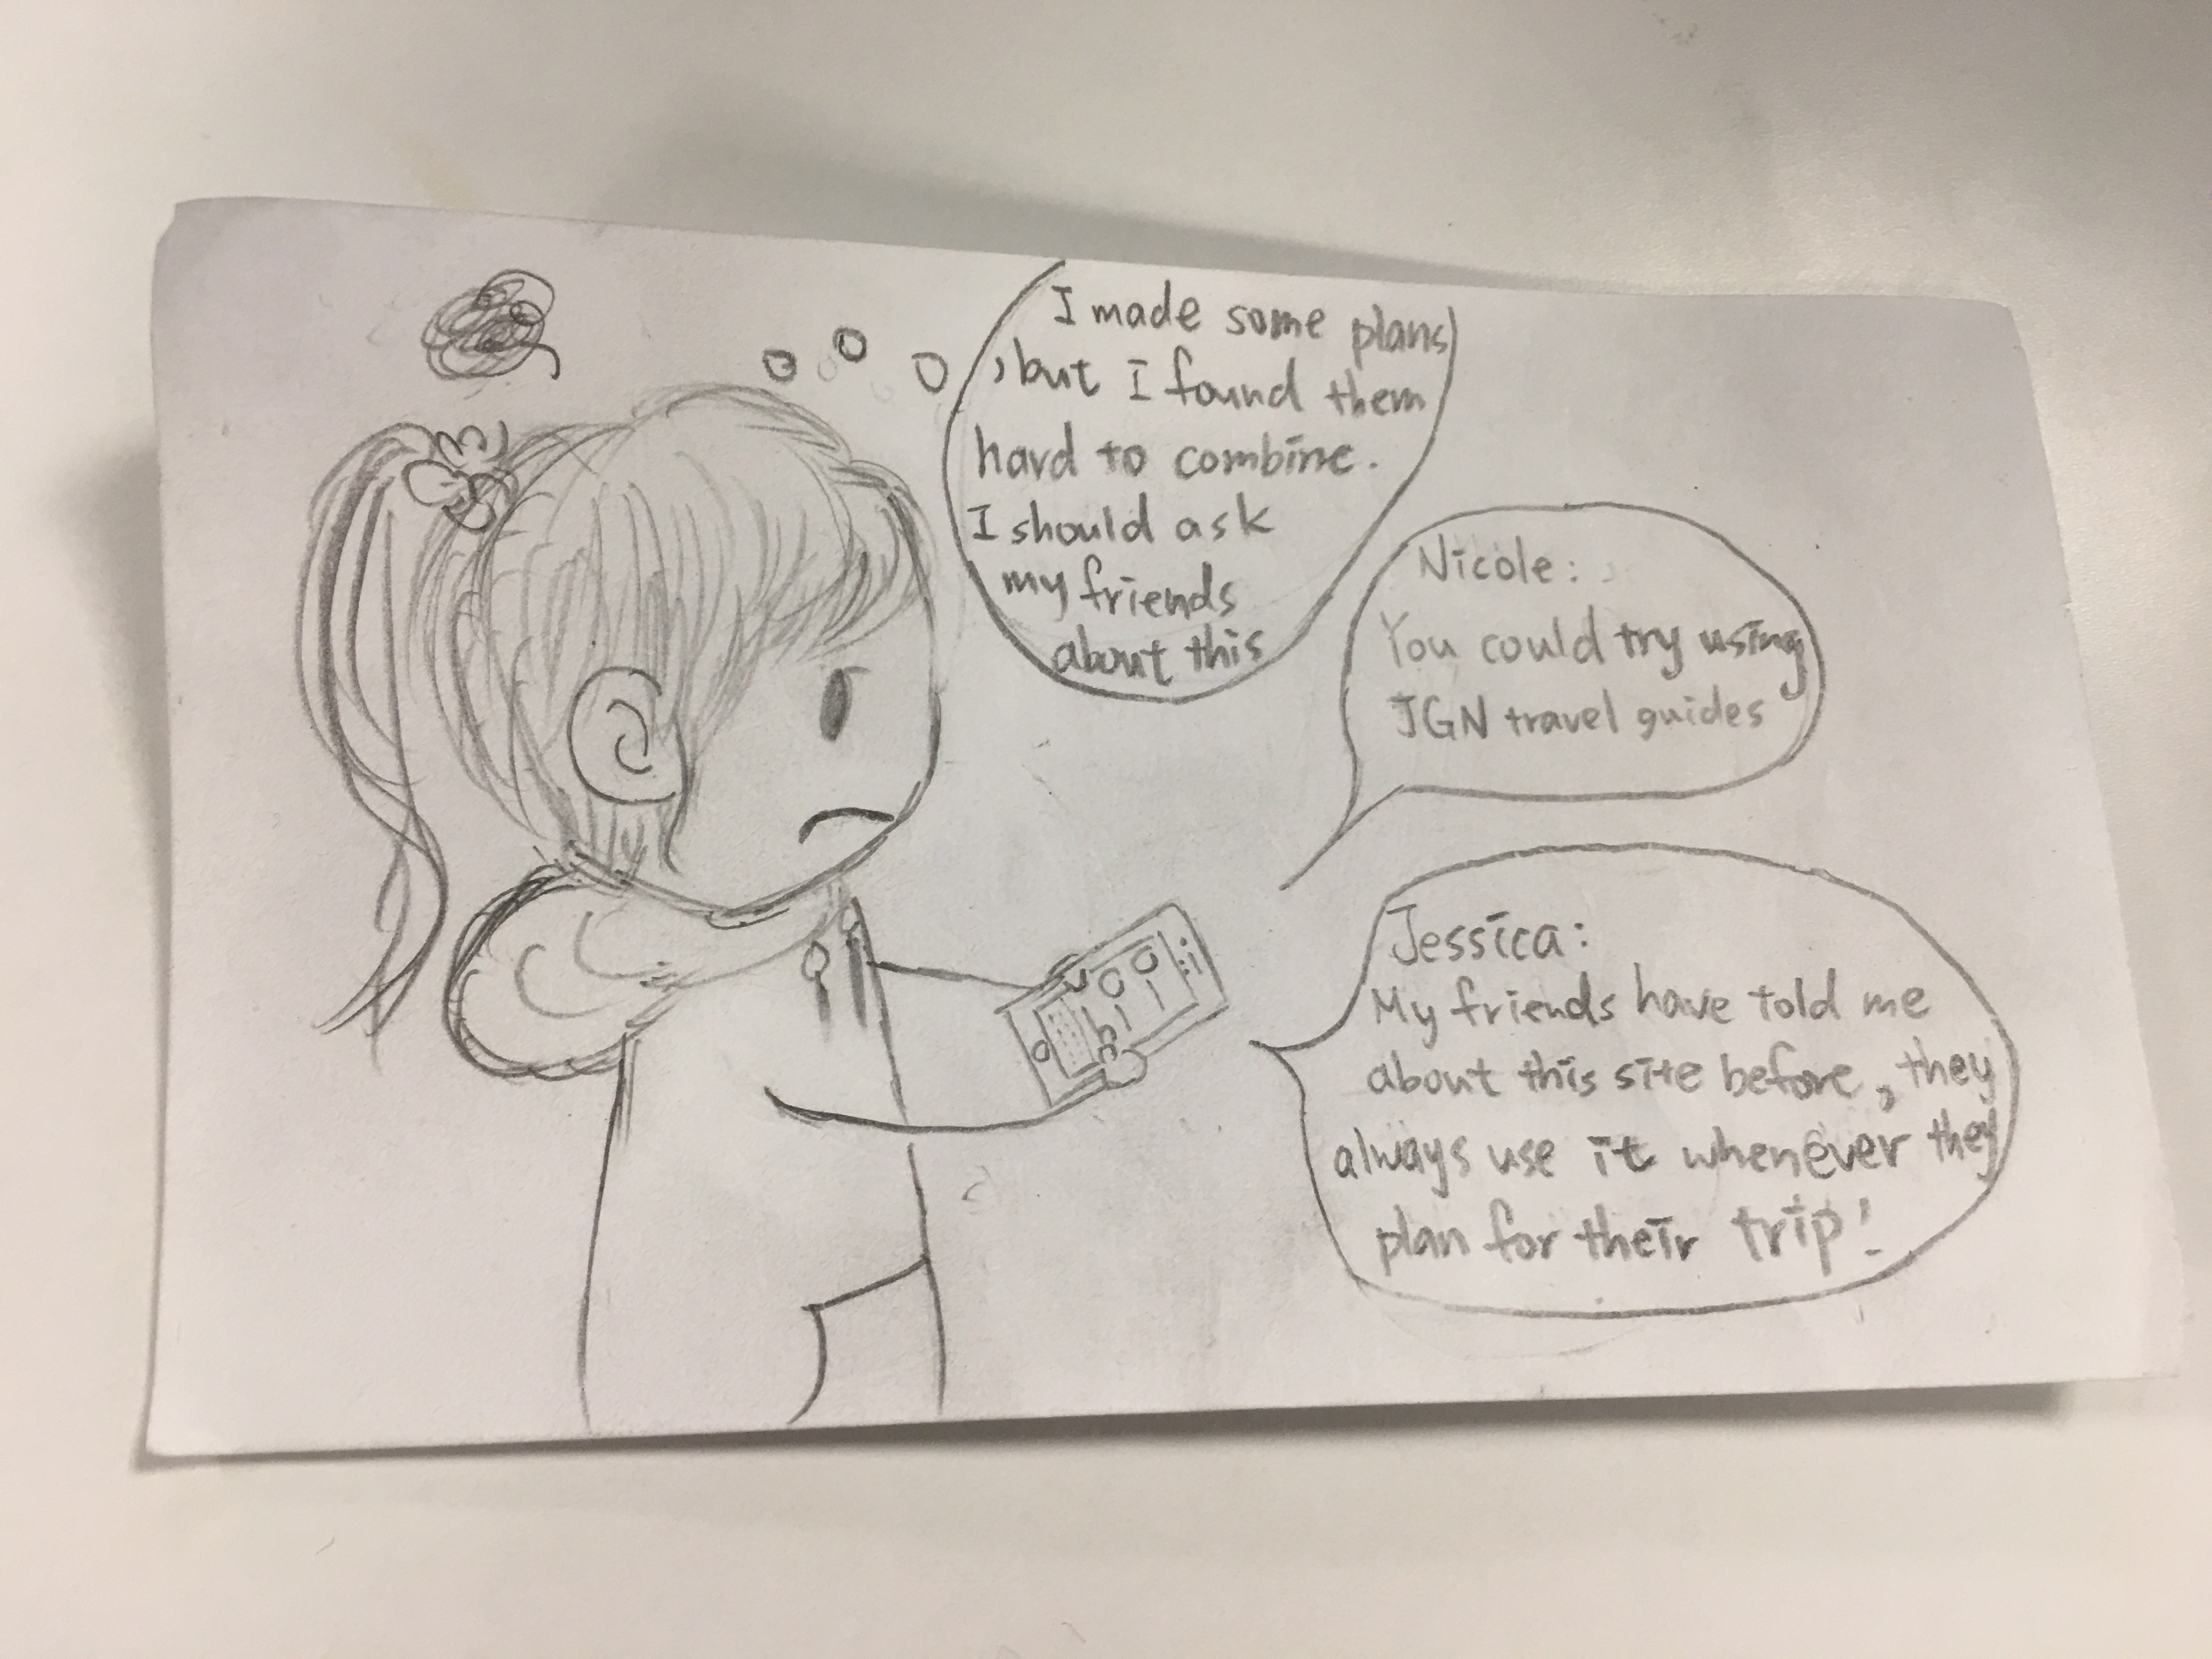 I made some plans
, but I found them
hard to combine.
I should ask
my friends
about this
Nicole:
You could try using
JGN travel guides
Jessica:
My friends have told me
about this site before, they
always use it whenever they
plan for their trip!